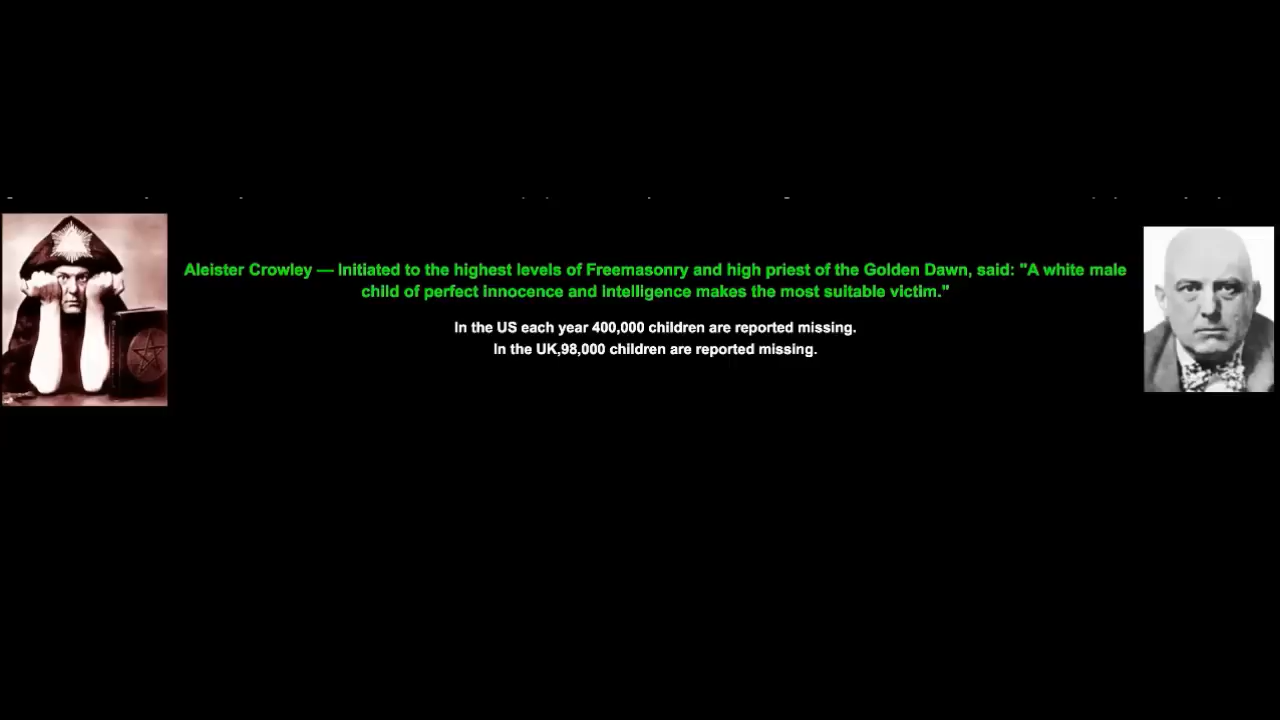 Aleister Crowley — Initiated to the highest levels of Freemasonry and high priest of the Golden Dawn, said: "A white male
child of perfect innocence and intelligence makes the most suitable victim."
In the US each year 400,000 children are reported missing.
In the UK,98,000 children are reported missing.